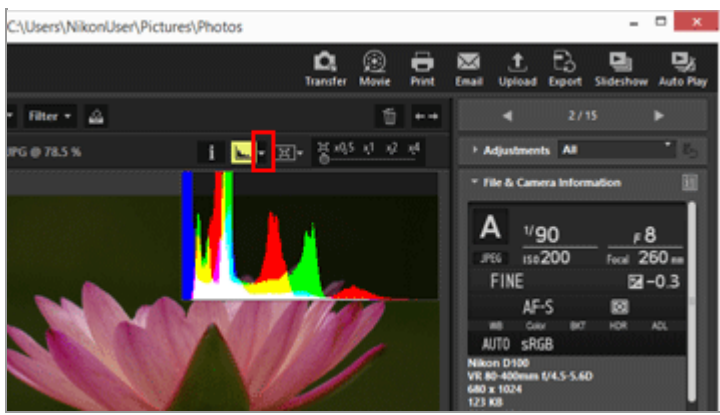 C:\Users\NikonUser\Pictures\Photos
Transfer Movie Print Email Upload Export Slideshow Auto Play
Filter
2/15
JPG @ 78.5 %
i
x0,5 x1 x2 x4
Adjustments All
File & Camera Information
A 1/90 F8
JPEG ISO200 Focal 260 mm
FINE -0.3
AF-S
WB Color BKT HDR ADL
AUTO sRGB
Nikon D100
VR 80-400mm f/4.5-5.6D
680 x 1024
123 KB